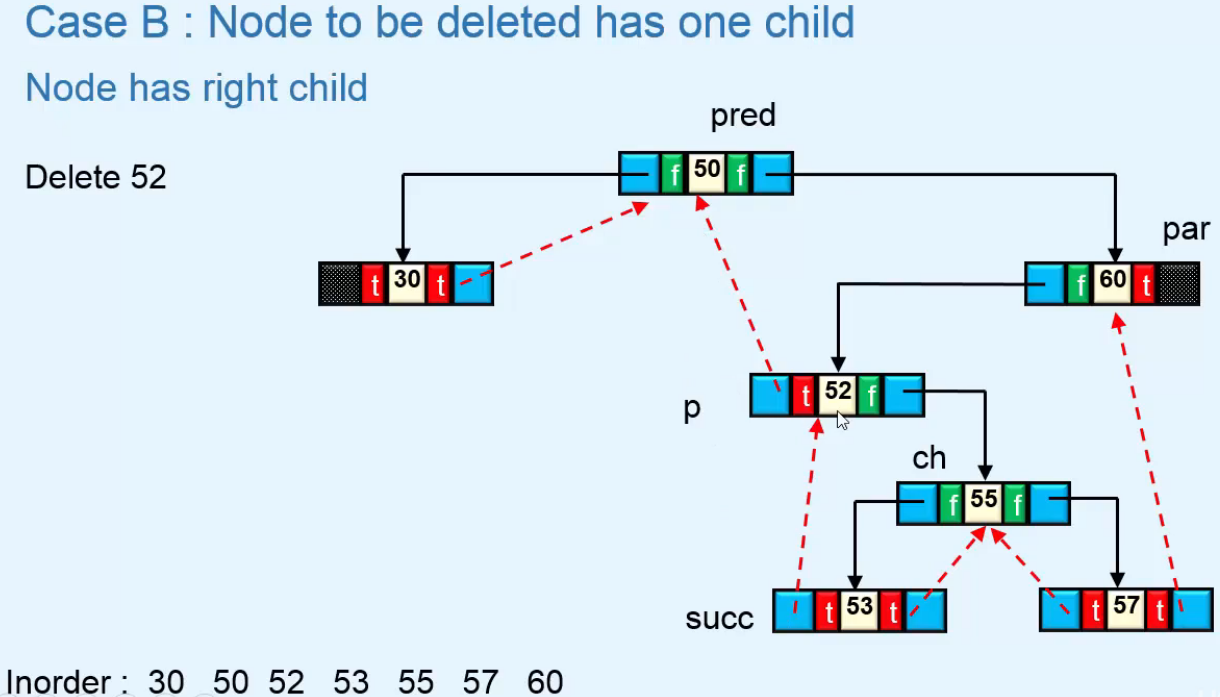 Case B : Node to be deleted has one child
Node has right child
pred
Delete 52
f 50 f
par
t 30 t
f 60 t
p
t 52 f
ch
f 55 f
succ
t 53 t
t 57 t
Inorder : 30 50 52 53 55 57 60